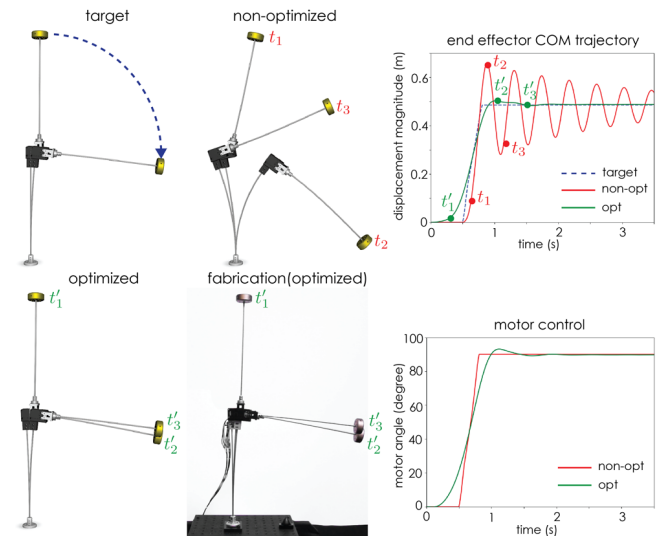 target
non-optimized
t1
t3
t2
end effector COM trajectory
displacement magnitude (m)
0.6
0.4
0.2
0
t2
t'2
t'3
t3
t'1
t1
target
non-opt
opt
0
1
2
3
time (s)
optimized
t'1
t'3
t'2
fabrication(optimized)
t'1
t'3
t'2
motor control
motor angle (degree)
100
80
60
40
20
0
non-opt
opt
0
1
2
3
time (s)